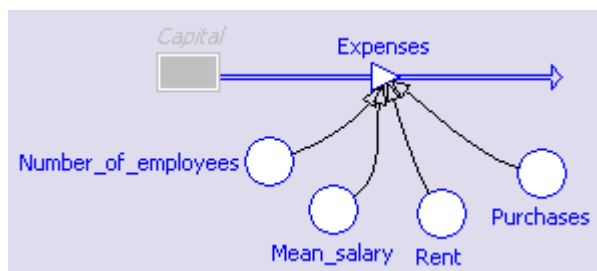 Capital
Expenses
Number_of_employees
Mean_salary
Rent
Purchases